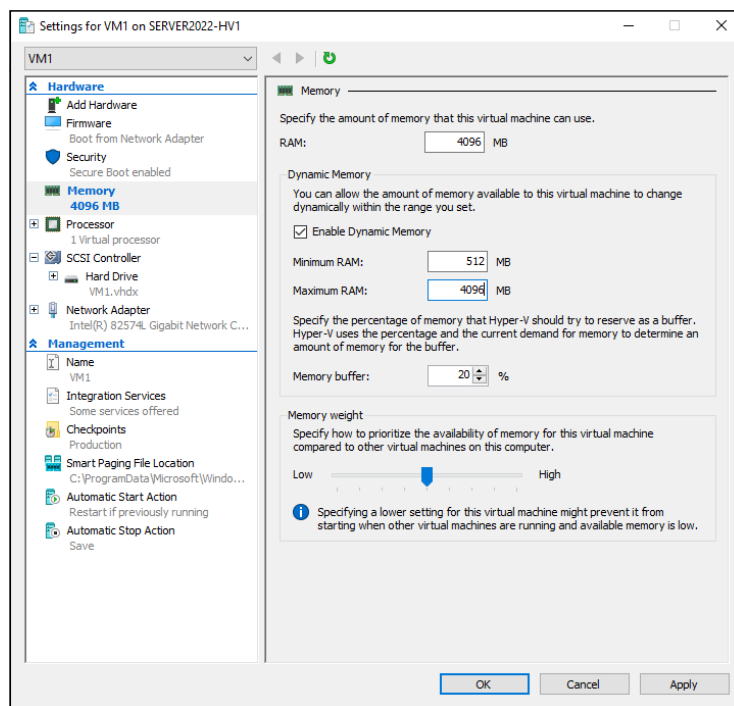 Settings for VM1 on SERVER2022-HV1
VM1
Hardware
Add Hardware
Firmware
Boot from Network Adapter
Security
Secure Boot enabled
Memory
4096 MB
Processor
1 Virtual processor
SCSI Controller
Hard Drive
VM1.vhdx
Network Adapter
Intel(R) 82574L Gigabit Network C...
Management
Name
VM1
Integration Services
Some services offered
Checkpoints
Production
Smart Paging File Location
C:\ProgramData\Microsoft\Windo...
Automatic Start Action
Restart if previously running
Automatic Stop Action
Save
Memory
Specify the amount of memory that this virtual machine can use.
RAM: 4096 MB
Dynamic Memory
You can allow the amount of memory available to this virtual machine to change
dynamically within the range you set.
Enable Dynamic Memory
Minimum RAM: 512 MB
Maximum RAM: 4096 MB
Specify the percentage of memory that Hyper-V should try to reserve as a buffer.
Hyper-V uses the percentage and the current demand for memory to determine an
amount of memory for the buffer.
Memory buffer: 20 %
Memory weight
Specify how to prioritize the availability of memory for this virtual machine
compared to other virtual machines on this computer.
Low High
Specifying a lower setting for this virtual machine might prevent it from
starting when other virtual machines are running and available memory is low.
OK Cancel Apply